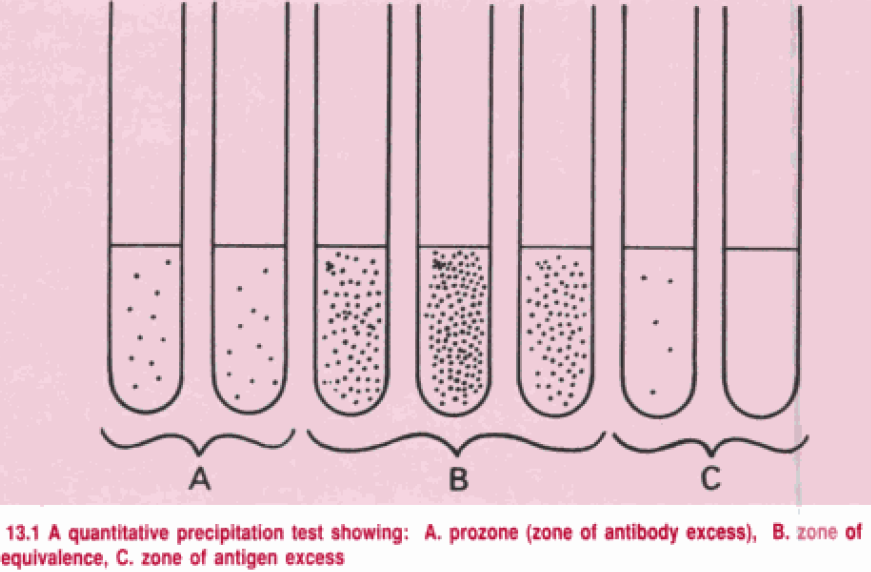 A B C
13.1 A quantitative precipitation test showing: A. prozone (zone of antibody excess), B. zone of
equivalence, C. zone of antigen excess